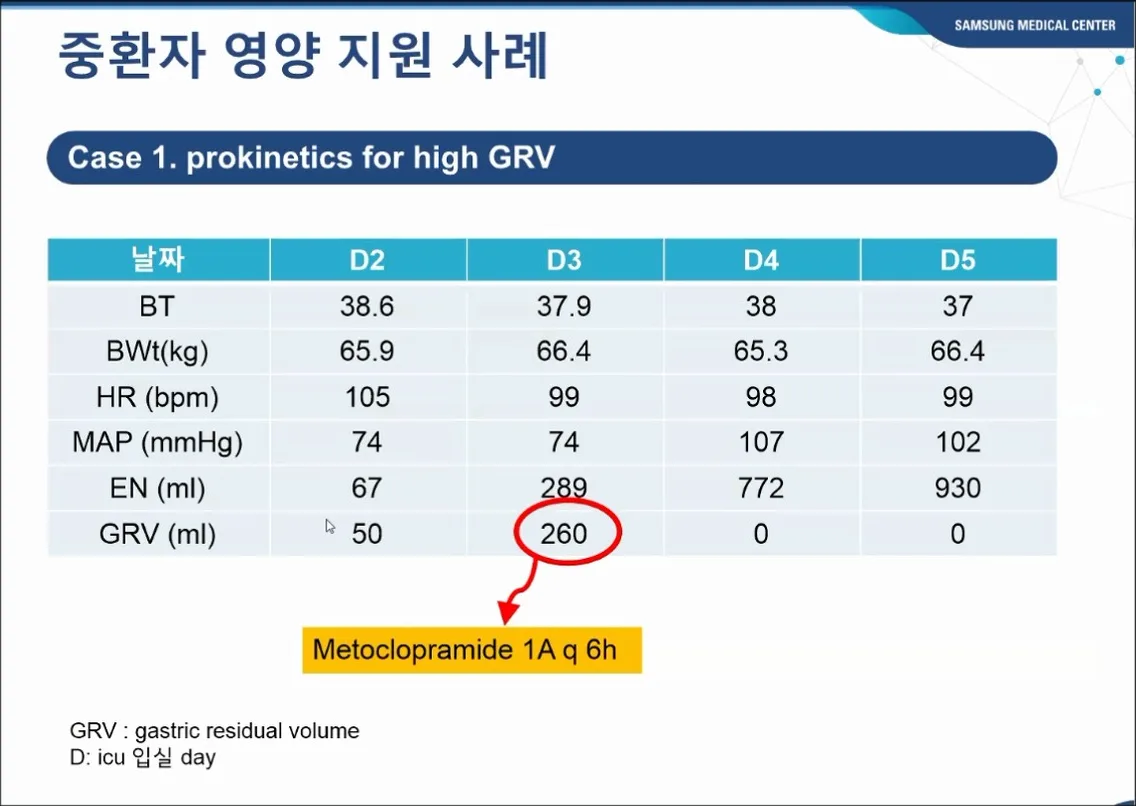 SAMSUNG MEDICAL CENTER
중환자 영양 지원 사례
Case 1. prokinetics for high GRV
날짜 D2 D3 D4 D5
BT 38.6 37.9 38 37
BWt(kg) 65.9 66.4 65.3 66.4
HR (bpm) 105 99 98 99
MAP (mmHg) 74 74 107 102
EN (ml) 67 289 772 930
GRV (ml) 50 260 0 0
Metoclopramide 1A q 6h
GRV : gastric residual volume
D: icu 입실 day